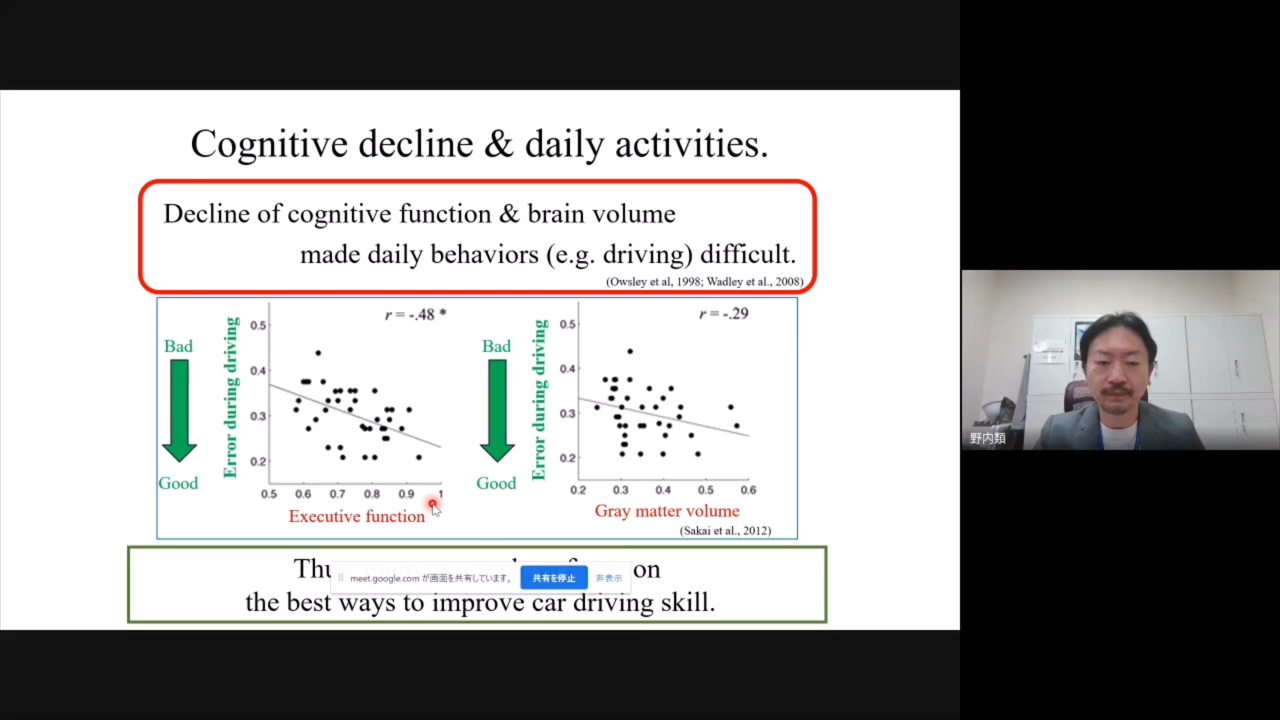 Cognitive decline & daily activities.
Decline of cognitive function & brain volume
made daily behaviors (e.g. driving) difficult.
(Owsley et al, 1998; Wadley et al., 2008)
Bad
Good
Error during driving
r = -.48 *
0.5
0.4
0.3
0.2
0.5 0.6 0.7 0.8 0.9 1
Executive function
Bad
Good
Error during driving
r = -.29
0.5
0.4
0.3
0.2
0.2 0.3 0.4 0.5 0.6
Gray matter volume
(Sakai et al., 2012)
on
meet.google.com が画面を共有しています。 共有を停止 非表示
the best ways to improve car driving skill.
野内類